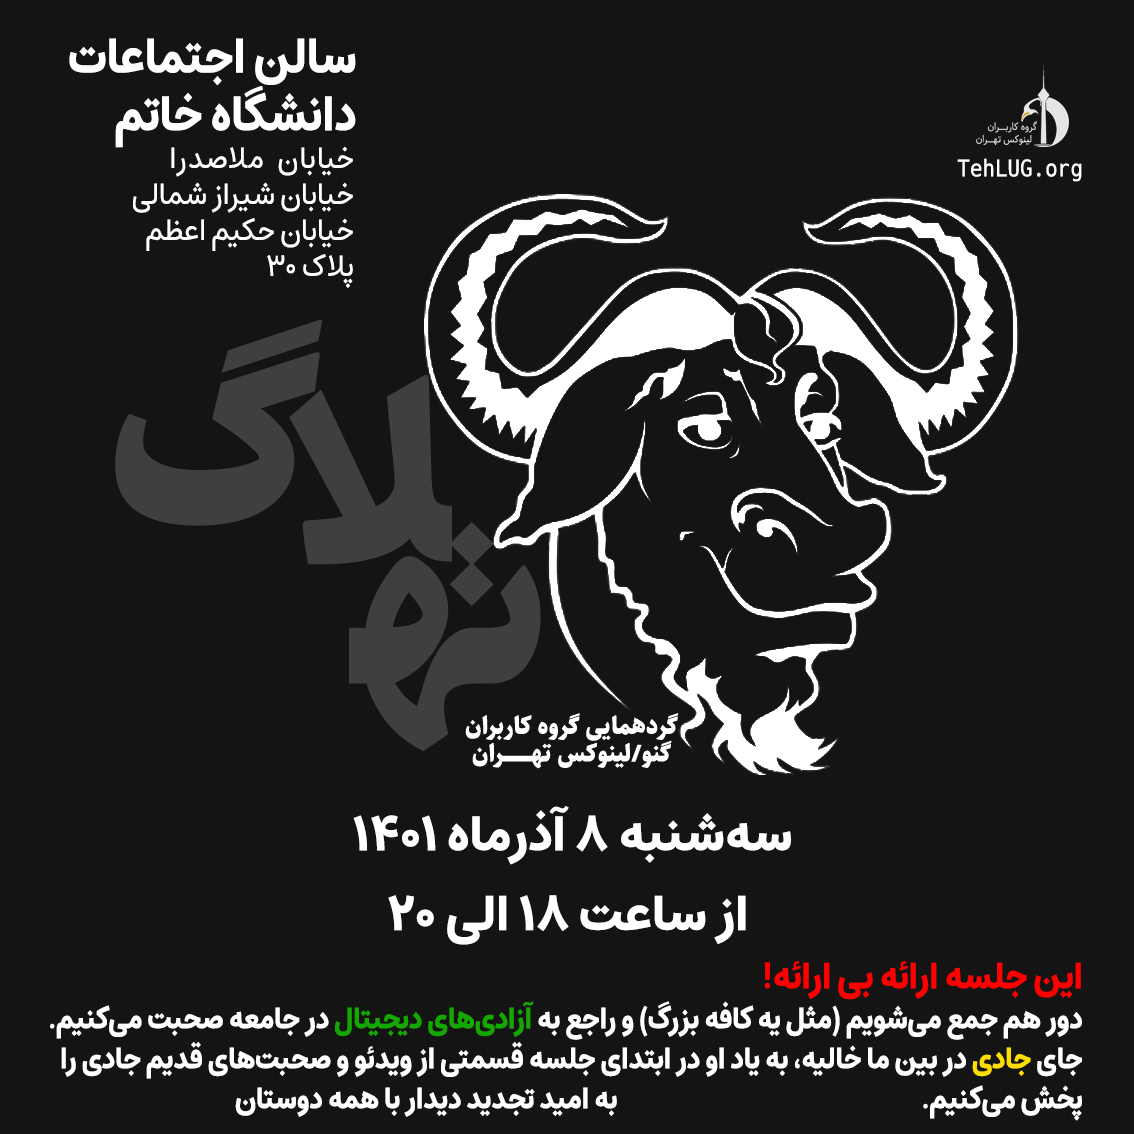 سالن اجتماعات
دانشگاه خاتم
خیابان ملاصدرا
خیابان شیراز شمالی
خیابان حکیم اعظم
پلاک ۳۰
گروه کاربران
لینوکس تهران
TehLUG.org
تهلاگ
گردهمایی گروه کاربران
گنو/لینوکس تهران
سه‌شنبه ۸ آذرماه ۱۴۰۱
از ساعت ۱۸ الی ۲۰
این جلسه ارائه بی ارائه!
دور هم جمع می‌شویم (مثل یه کافه بزرگ) و راجع به آزادی‌های دیجیتال در جامعه صحبت می‌کنیم.
جای جادی در بین ما خالیه، به یاد او در ابتدای جلسه قسمتی از ویدئو و صحبت‌های قدیم جادی را
پخش می‌کنیم. به امید تجدید دیدار با همه دوستان